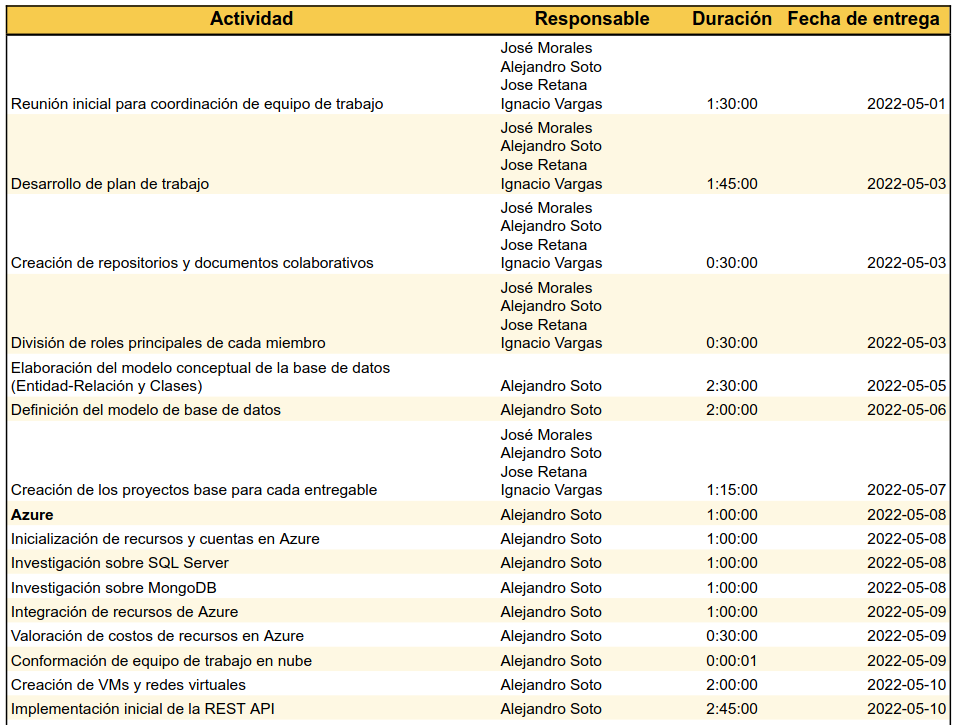 Actividad Responsable Duración Fecha de entrega
José Morales
Alejandro Soto
Jose Retana
Reunión inicial para coordinación de equipo de trabajo Ignacio Vargas 1:30:00 2022-05-01
José Morales
Alejandro Soto
Jose Retana
Desarrollo de plan de trabajo Ignacio Vargas 1:45:00 2022-05-03
José Morales
Alejandro Soto
Jose Retana
Creación de repositorios y documentos colaborativos Ignacio Vargas 0:30:00 2022-05-03
José Morales
Alejandro Soto
Jose Retana
División de roles principales de cada miembro Ignacio Vargas 0:30:00 2022-05-03
Elaboración del modelo conceptual de la base de datos
(Entidad-Relación y Clases) Alejandro Soto 2:30:00 2022-05-05
Definición del modelo de base de datos Alejandro Soto 2:00:00 2022-05-06
José Morales
Alejandro Soto
Jose Retana
Creación de los proyectos base para cada entregable Ignacio Vargas 1:15:00 2022-05-07
Azure Alejandro Soto 1:00:00 2022-05-08
Inicialización de recursos y cuentas en Azure Alejandro Soto 1:00:00 2022-05-08
Investigación sobre SQL Server Alejandro Soto 1:00:00 2022-05-08
Investigación sobre MongoDB Alejandro Soto 1:00:00 2022-05-08
Integración de recursos de Azure Alejandro Soto 1:00:00 2022-05-09
Valoración de costos de recursos en Azure Alejandro Soto 0:30:00 2022-05-09
Conformación de equipo de trabajo en nube Alejandro Soto 0:00:01 2022-05-09
Creación de VMs y redes virtuales Alejandro Soto 2:00:00 2022-05-10
Implementación inicial de la REST API Alejandro Soto 2:45:00 2022-05-10